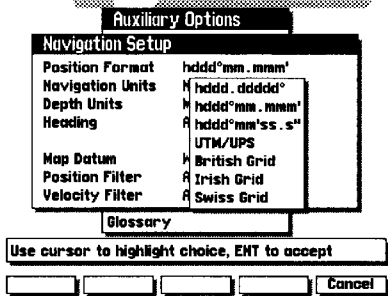 Auxiliary Options
Navigation Setup
Position Format hddd°mm.mmm'
Navigation Units
Depth Units
Heading
Map Datum
Position Filter
Velocity Filter
hddd.ddddd°
hddd°mm.mmm'
hddd°mm'ss.s"
UTM/UPS
British Grid
Irish Grid
Swiss Grid
Glossary
Use cursor to highlight choice, ENT to accept
Cancel